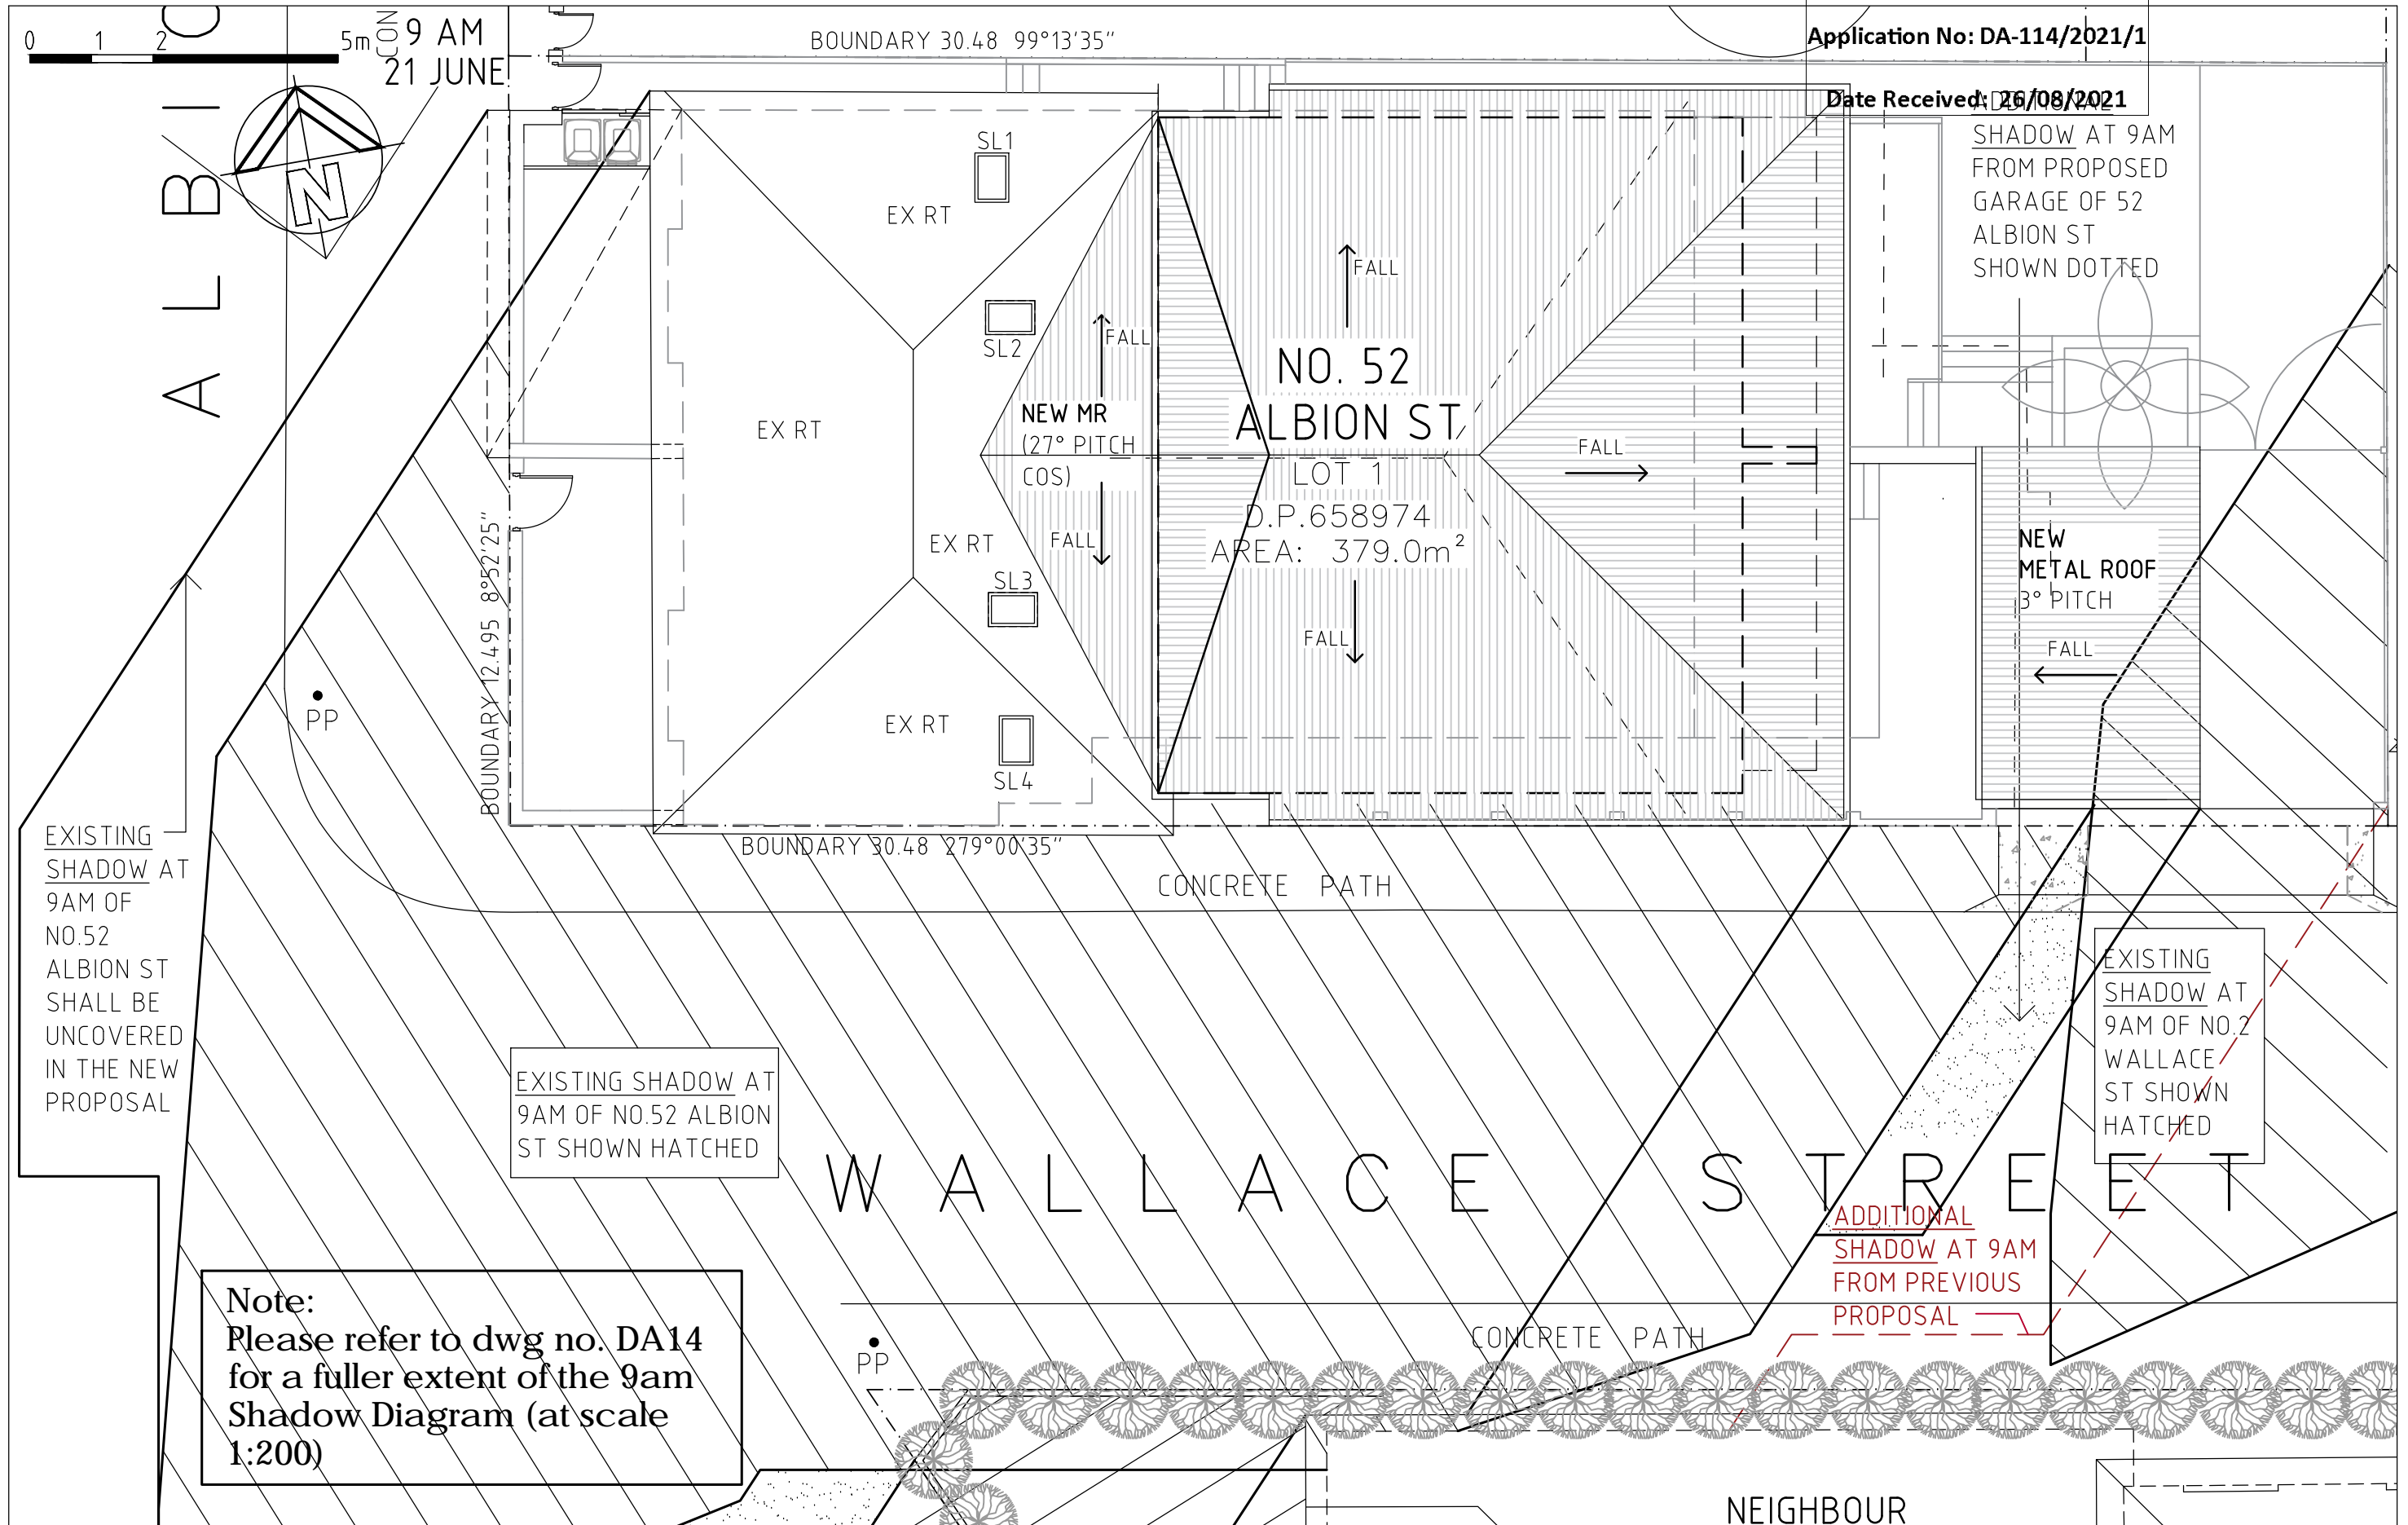 0 1 2 5m
CON
9 AM
21 JUNE
BOUNDARY 30.48 99°13'35"
Application No: DA-114/2021/1
Date Received: 26/08/2021
ADDITIONAL
SHADOW AT 9AM
FROM PROPOSED
GARAGE OF 52
ALBION ST
SHOWN DOTTED
N
ALBIO
SL1
EX RT
SL2
FALL
FALL
EX RT
NEW MR
(27° PITCH
COS)
NO. 52
ALBION ST
LOT 1
D.P.658974
AREA: 379.0m²
FALL
EX RT
FALL
SL3
FALL
NEW
METAL ROOF
3° PITCH
FALL
BOUNDARY 12.495 8°52'25"
PP
EX RT
SL4
BOUNDARY 30.48 279°00'35"
CONCRETE PATH
EXISTING
SHADOW AT
9AM OF
NO.52
ALBION ST
SHALL BE
UNCOVERED
IN THE NEW
PROPOSAL
EXISTING
SHADOW AT
9AM OF NO.2
WALLACE
ST SHOWN
HATCHED
EXISTING SHADOW AT
9AM OF NO.52 ALBION
ST SHOWN HATCHED
WALLACE STREET
ADDITIONAL
SHADOW AT 9AM
FROM PREVIOUS
PROPOSAL
Note:
Please refer to dwg no. DA14
for a fuller extent of the 9am
Shadow Diagram (at scale
1:200)
PP
CONCRETE PATH
NEIGHBOUR